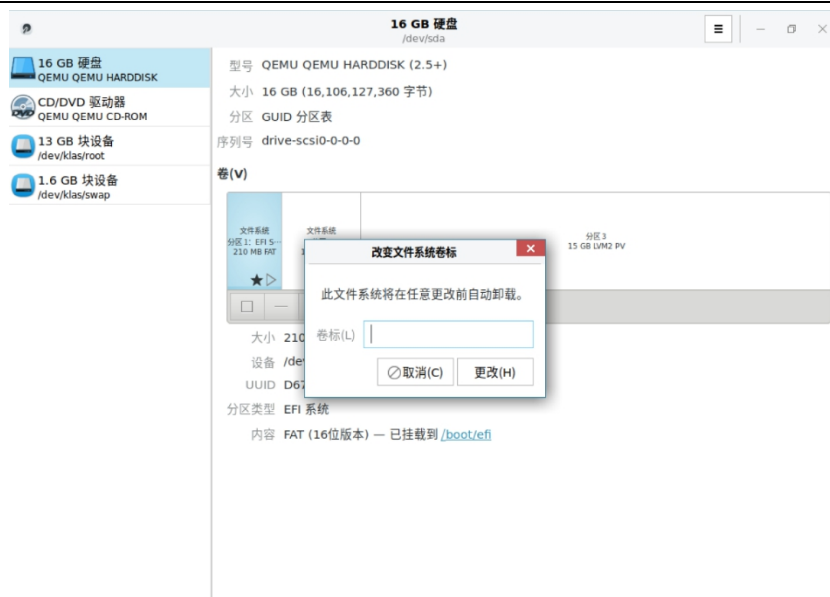 16 GB 硬盘
/dev/sda
16 GB 硬盘
QEMU QEMU HARDDISK
CD/DVD 驱动器
QEMU QEMU CD-ROM
13 GB 块设备
/dev/klas/root
1.6 GB 块设备
/dev/klas/swap
型号 QEMU QEMU HARDDISK (2.5+)
大小 16 GB (16,106,127,360 字节)
分区 GUID 分区表
序列号 drive-scsi0-0-0-0
卷(V)
文件系统
分区 1: EFI S…
210 MB FAT
文件系统
分区 3
15 GB LVM2 PV
改变文件系统卷标
此文件系统将在任意更改前自动卸载。
卷标(L)
取消(C) 更改(H)
大小 210
设备 /de
UUID D67
分区类型 EFI 系统
内容 FAT (16位版本) — 已挂载到 /boot/efi